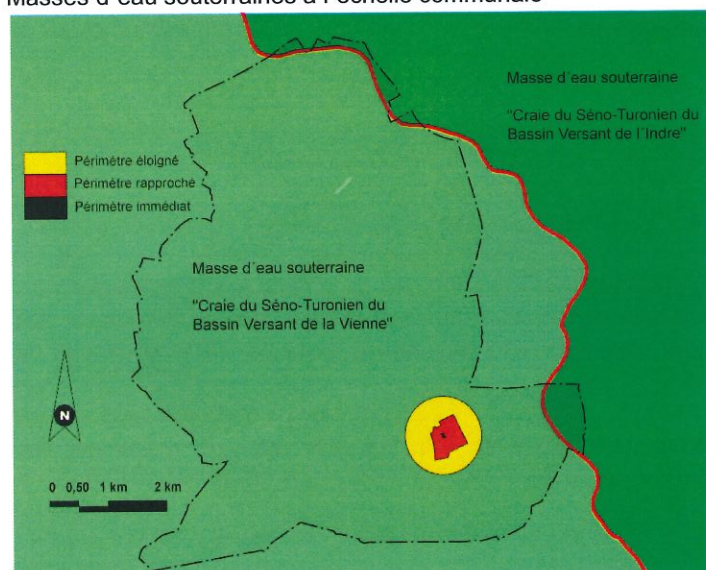 Masses d'eau souterraines à l'échelle communale
Masse d'eau souterraine
"Craie du Séno-Turonien du
Bassin Versant de l'Indre"
Périmètre éloigné
Périmètre rapproché
Périmètre immédiat
Masse d'eau souterraine
"Craie du Séno-Turonien du
Bassin Versant de la Vienne"
N
0 0,50 1 km 2 km